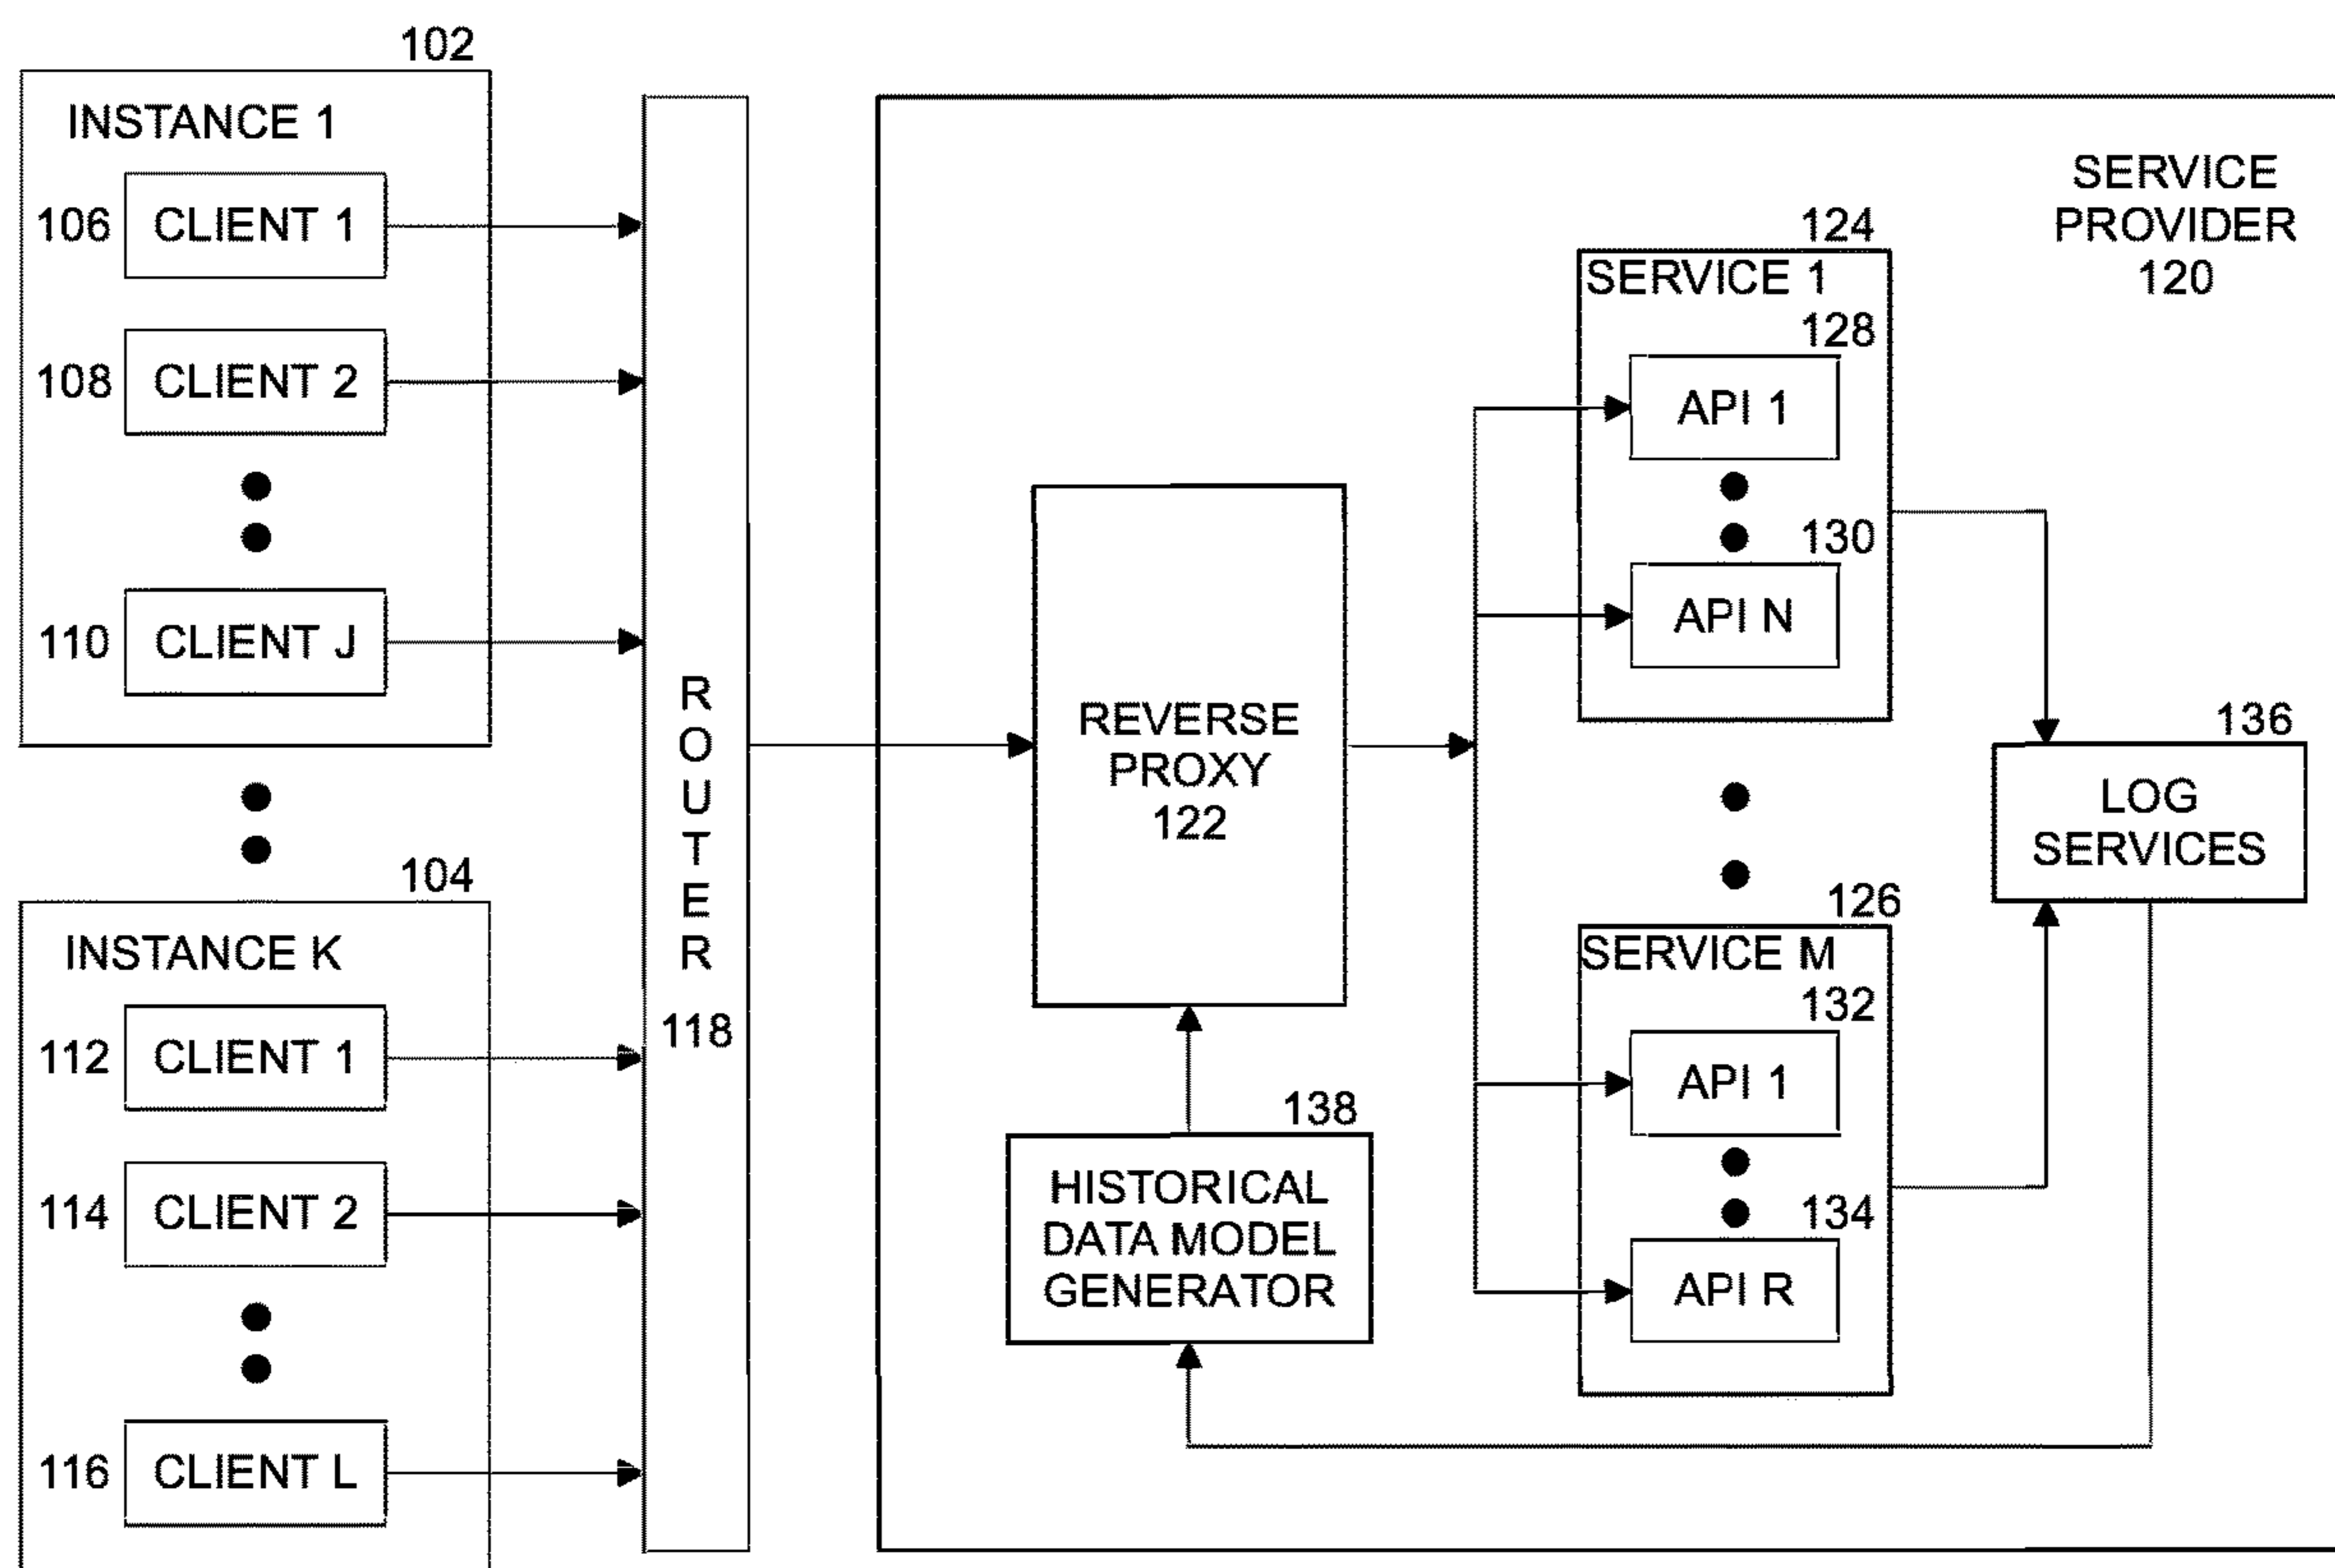 102
INSTANCE 1
106 CLIENT 1
108 CLIENT 2
110 CLIENT J
104
INSTANCE K
112 CLIENT 1
114 CLIENT 2
116 CLIENT L
ROUTER
118
SERVICE
PROVIDER
120
REVERSE
PROXY
122
138
HISTORICAL
DATA MODEL
GENERATOR
124
SERVICE 1
128
API 1
130
API N
126
SERVICE M
132
API 1
134
API R
136
LOG
SERVICES